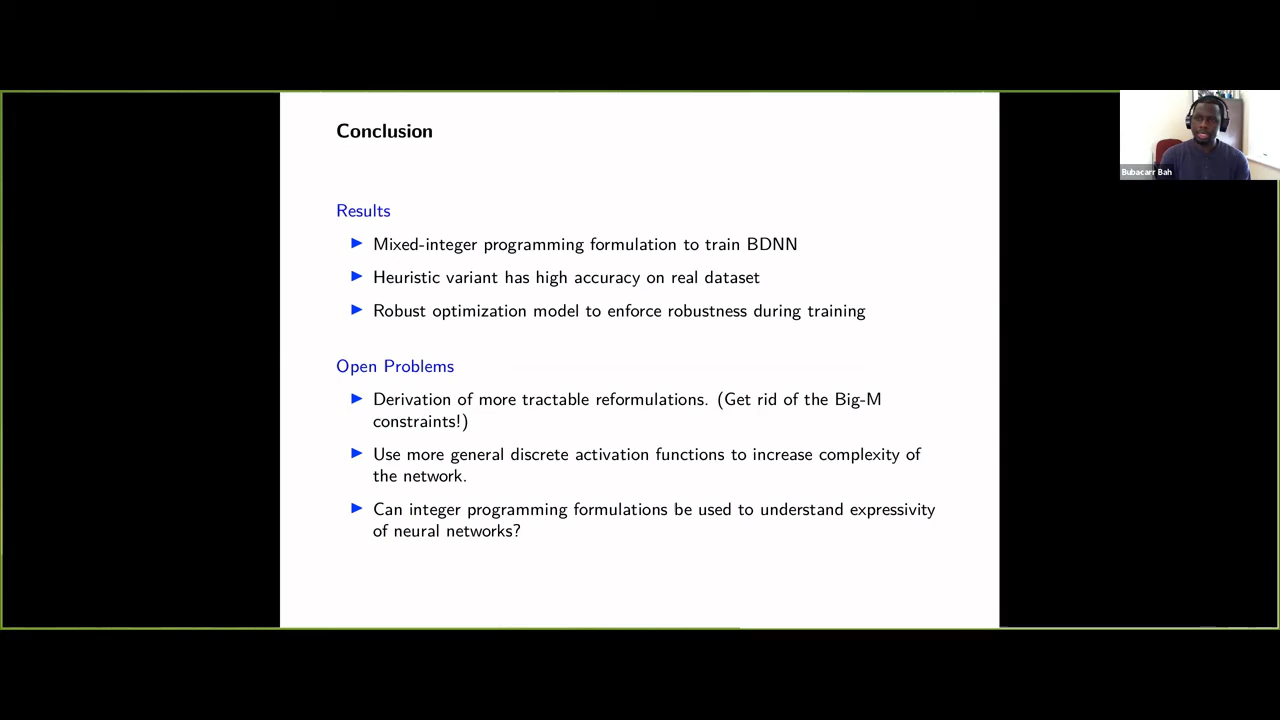 Conclusion
Bubacarr Bah
Results
▶ Mixed-integer programming formulation to train BDNN
▶ Heuristic variant has high accuracy on real dataset
▶ Robust optimization model to enforce robustness during training
Open Problems
▶ Derivation of more tractable reformulations. (Get rid of the Big-M
constraints!)
▶ Use more general discrete activation functions to increase complexity of
the network.
▶ Can integer programming formulations be used to understand expressivity
of neural networks?